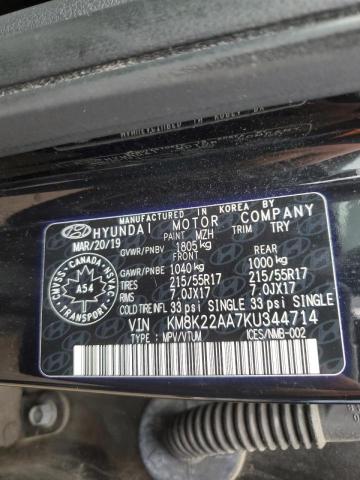 MANUFACTURED BY
HYUNDAI MOTOR COMPANY
MAR/20/19 PAINT MZH TRIM TRY
GVWR/PNBV 1805 kg
FRONT REAR
GAWR/PNBE 1040 kg 1000 kg
TIRES 215/55R17 215/55R17
RIMS 7.0JX17 7.0JX17
COLD TIRE INFL 33 psi SINGLE 33 psi SINGLE
VIN KM8K22AA7KU344714
TYPE: MPV/VTUM ICES/NMB-002
CMVSS - CANADA - NSVAC
A54
TRANSPORT